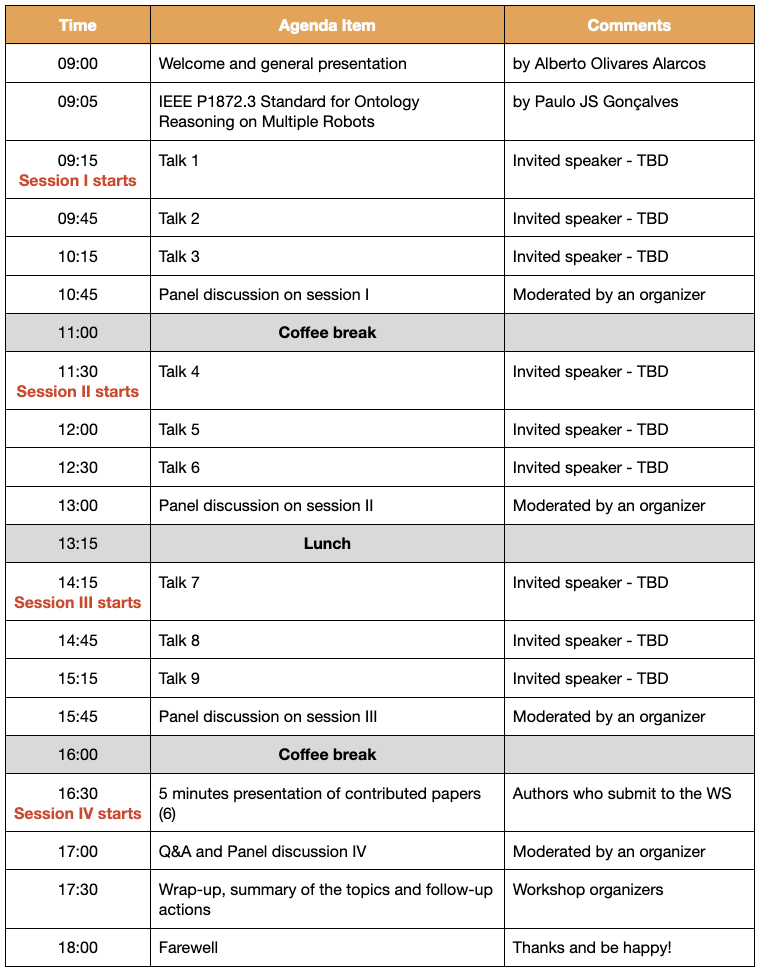 Time Agenda Item Comments
09:00 Welcome and general presentation by Alberto Olivares Alarcos
09:05 IEEE P1872.3 Standard for Ontology by Paulo JS Gonçalves
Reasoning on Multiple Robots
09:15 Talk 1 Invited speaker - TBD
Session I starts
09:45 Talk 2 Invited speaker - TBD
10:15 Talk 3 Invited speaker - TBD
10:45 Panel discussion on session I Moderated by an organizer
11:00 Coffee break
11:30 Talk 4 Invited speaker - TBD
Session II starts
12:00 Talk 5 Invited speaker - TBD
12:30 Talk 6 Invited speaker - TBD
13:00 Panel discussion on session II Moderated by an organizer
13:15 Lunch
14:15 Talk 7 Invited speaker - TBD
Session III starts
14:45 Talk 8 Invited speaker - TBD
15:15 Talk 9 Invited speaker - TBD
15:45 Panel discussion on session III Moderated by an organizer
16:00 Coffee break
16:30 5 minutes presentation of contributed papers Authors who submit to the WS
Session IV starts (6)
17:00 Q&A and Panel discussion IV Moderated by an organizer
17:30 Wrap-up, summary of the topics and follow-up Workshop organizers
actions
18:00 Farewell Thanks and be happy!